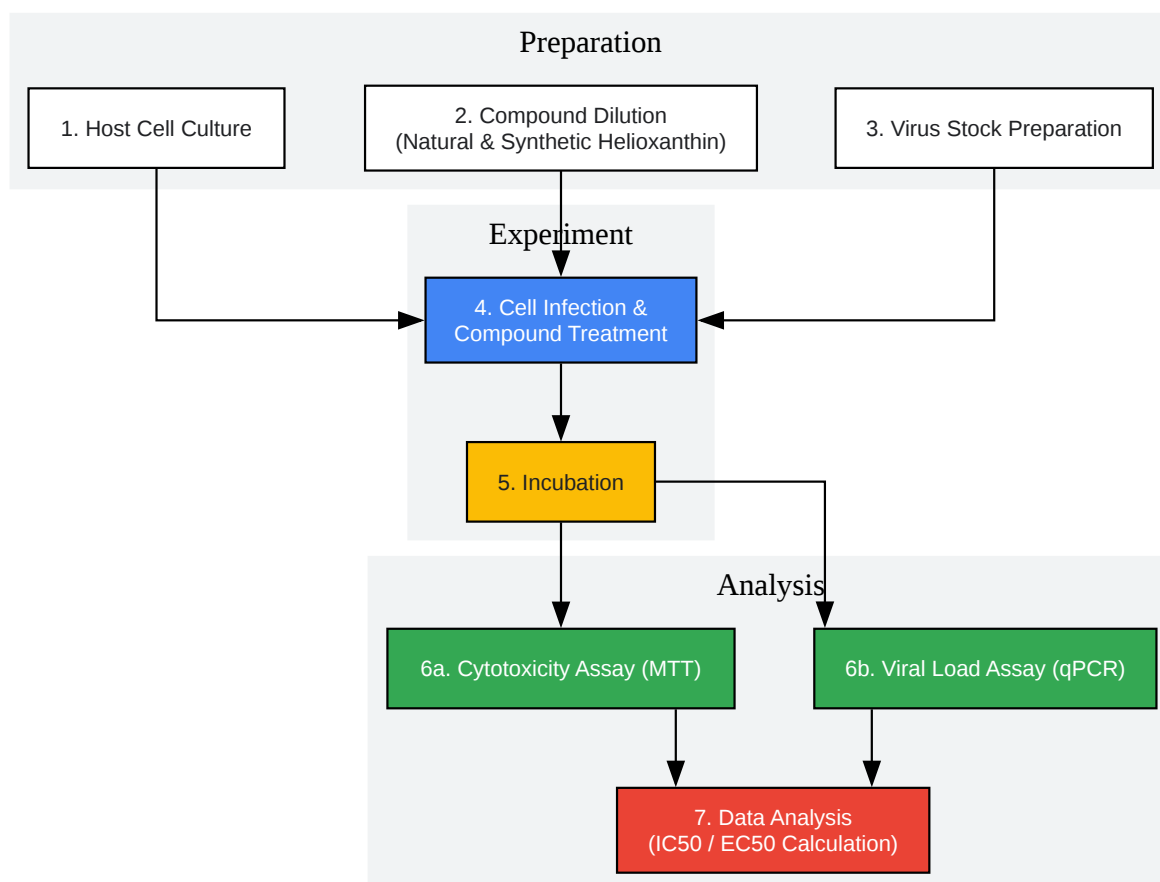 Preparation
1. Host Cell Culture
2. Compound Dilution
(Natural & Synthetic Helioxanthin)
3. Virus Stock Preparation
Experiment
4. Cell Infection &
Compound Treatment
5. Incubation
Analysis
6a. Cytotoxicity Assay (MTT)
6b. Viral Load Assay (qPCR)
7. Data Analysis
(IC50 / EC50 Calculation)